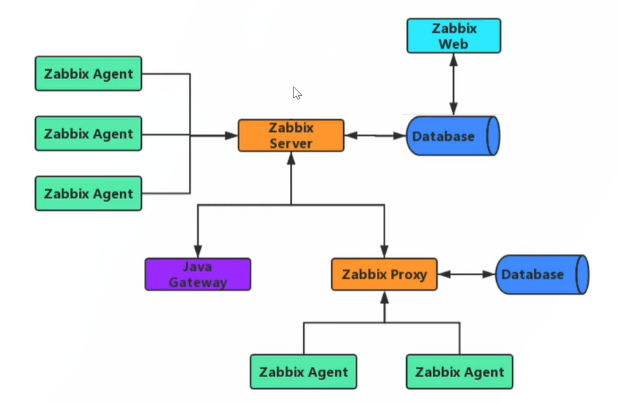 Zabbix
Web
Zabbix Agent
Zabbix Agent
Zabbix
Server
Database
Zabbix Agent
Java
Gateway
Zabbix Proxy
Database
Zabbix Agent
Zabbix Agent